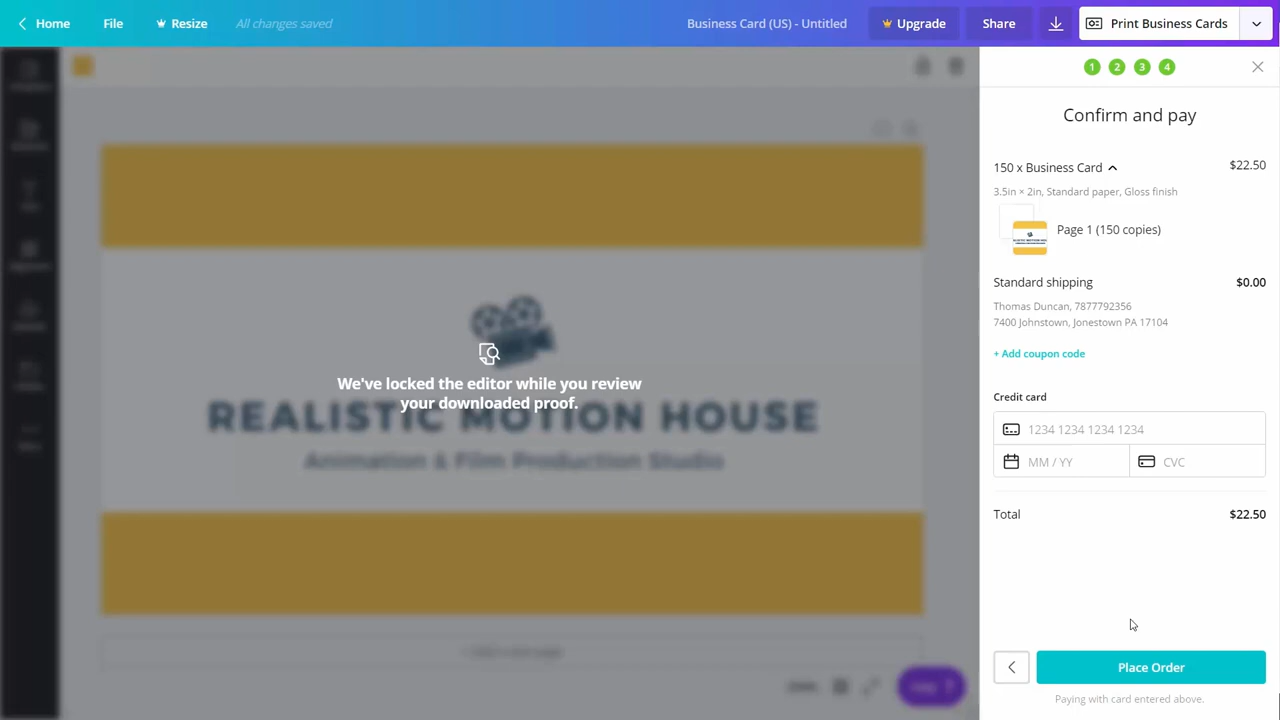 Home
File
Resize
All changes saved
Business Card (US) - Untitled
Upgrade
Share
Print Business Cards
1 2 3 4
Confirm and pay
150 x Business Card
$22.50
3.5in × 2in, Standard paper, Gloss finish
Page 1 (150 copies)
Standard shipping
$0.00
Thomas Duncan, 7877792356
7400 Johnstown, Jonestown PA 17104
+ Add coupon code
Credit card
1234 1234 1234 1234
MM / YY
CVC
Total
$22.50
Place Order
Paying with card entered above.
We've locked the editor while you review
your downloaded proof.
REALISTIC MOTION HOUSE
Animation & Film Production Studio